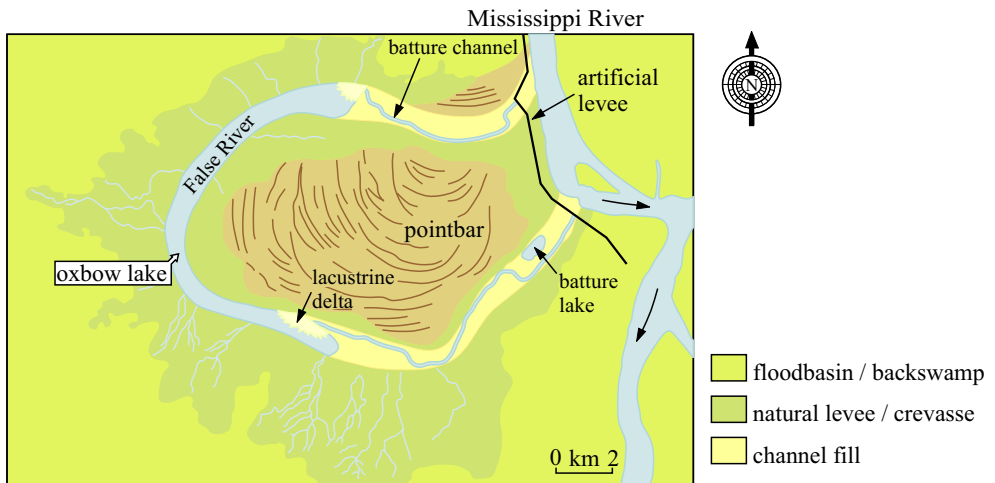 Mississippi River
batture channel
artificial
levee
N
False River
pointbar
oxbow lake
lacustrine
delta
batture
lake
floodbasin / backswamp
natural levee / crevasse
channel fill
0 km 2